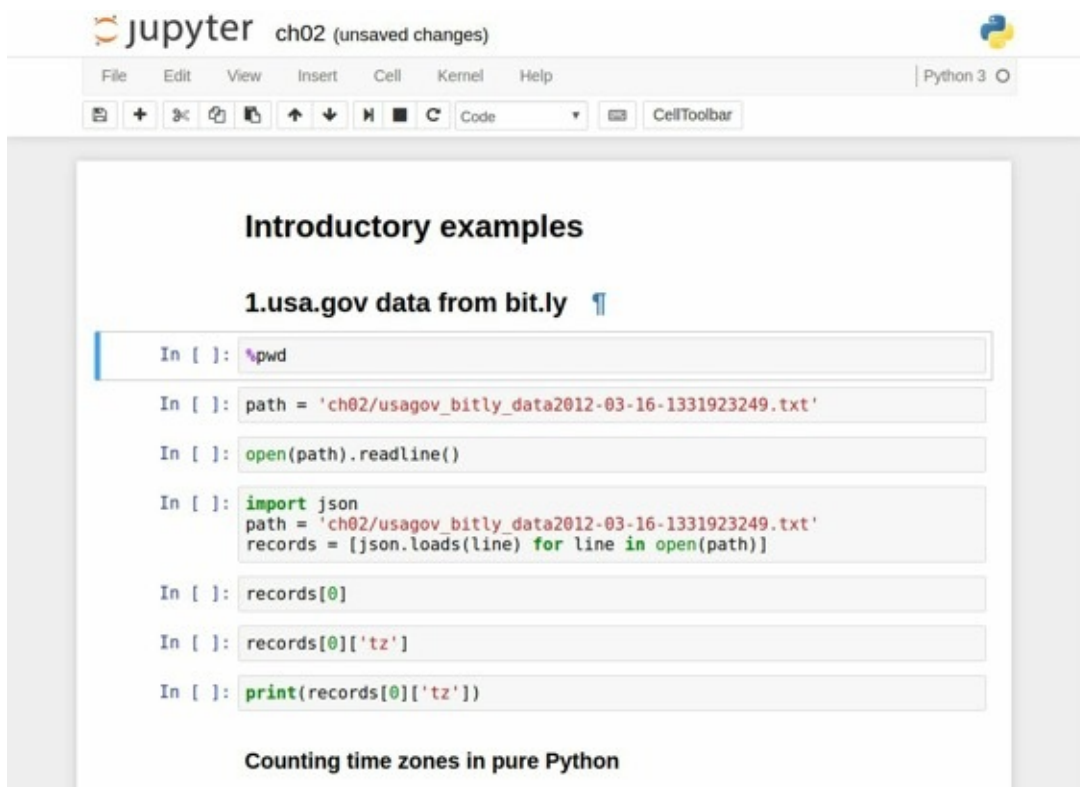 jupyter ch02 (unsaved changes)
File Edit View Insert Cell Kernel Help Python 3
Code CellToolbar
Introductory examples
1.usa.gov data from bit.ly ¶
In [ ]: %pwd
In [ ]: path = 'ch02/usagov_bitly_data2012-03-16-1331923249.txt'
In [ ]: open(path).readline()
In [ ]: import json
path = 'ch02/usagov_bitly_data2012-03-16-1331923249.txt'
records = [json.loads(line) for line in open(path)]
In [ ]: records[0]
In [ ]: records[0]['tz']
In [ ]: print(records[0]['tz'])
Counting time zones in pure Python